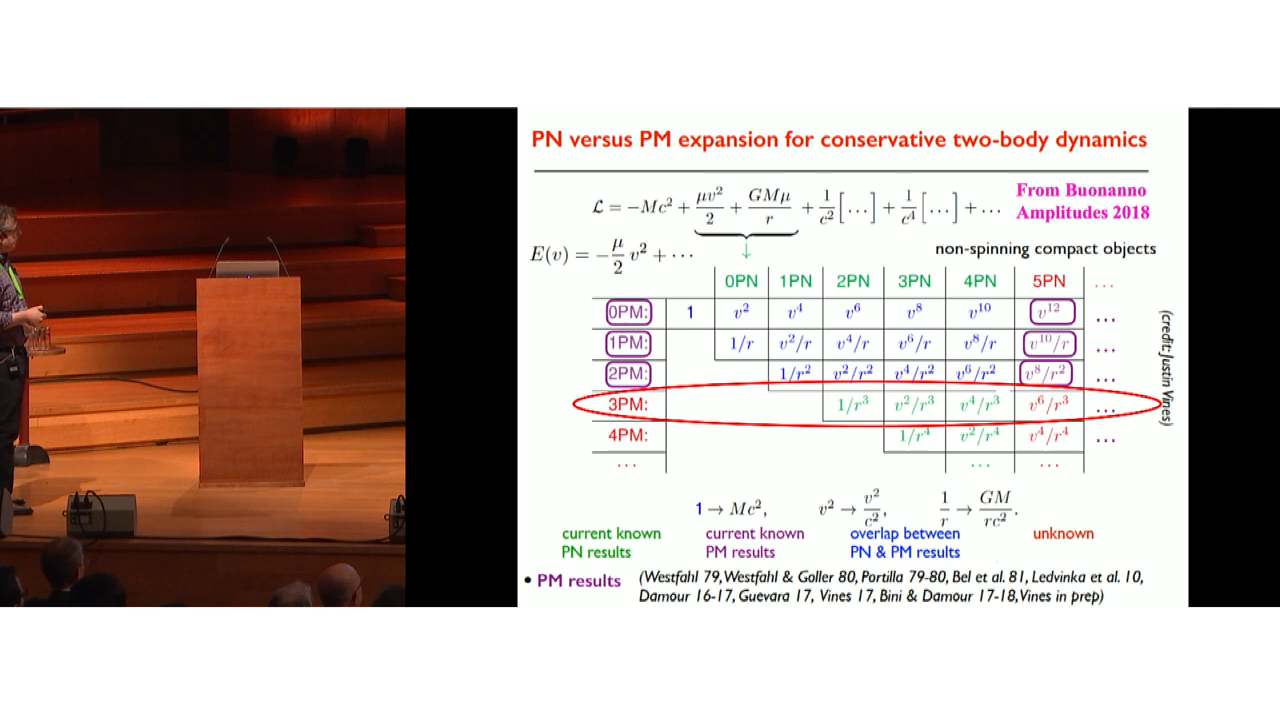 PN versus PM expansion for conservative two-body dynamics
ℒ = −Mc² + μv²/2 + GMμ/r + 1/c² [...] + 1/c⁴ [...] + ⋯
From Buonanno
Amplitudes 2018
E(v) = −μ/2 v² + ⋯
↓
non-spinning compact objects
0PN 1PN 2PN 3PN 4PN 5PN ...
0PM: 1 v² v⁴ v⁶ v⁸ v¹⁰ v¹² ...
1PM: 1/r v²/r v⁴/r v⁶/r v⁸/r v¹⁰/r ...
2PM: 1/r² v²/r² v⁴/r² v⁶/r² v⁸/r² ...
3PM: 1/r³ v²/r³ v⁴/r³ v⁶/r³ ...
4PM: 1/r⁴ v²/r⁴ v⁴/r⁴ ...
... ... ...
(credit: Justin Vines)
1 → Mc², v² → v²/c², 1/r → GM/rc².
current known
PN results
current known
PM results
overlap between
PN & PM results
unknown
• PM results (Westfahl 79, Westfahl & Goller 80, Portilla 79-80, Bel et al. 81, Ledvinka et al. 10,
Damour 16-17, Guevara 17, Vines 17, Bini & Damour 17-18, Vines in prep)